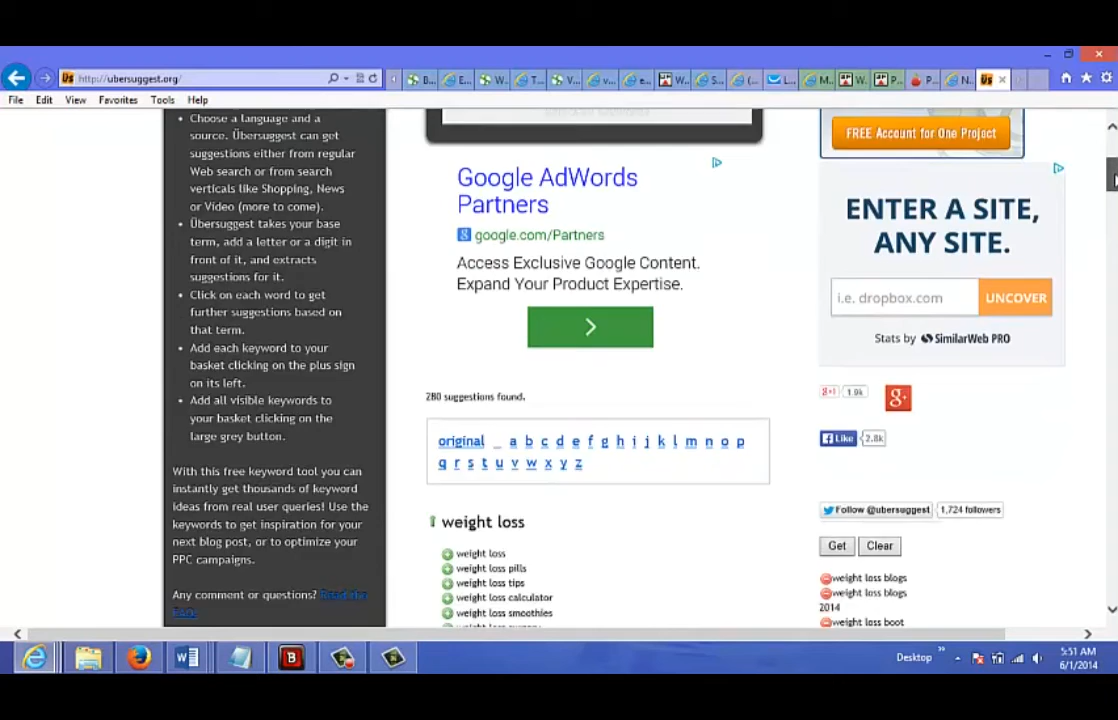 http://ubersuggest.org/
B...
E...
W...
T...
V...
v...
e...
W...
S...
(...
L...
M...
W...
P...
P...
N...
Us
File Edit View Favorites Tools Help
Choose a language and a
source. Übersuggest can get
suggestions either from regular
Web search or from search
verticals like Shopping, News
or Video (more to come).
Übersuggest takes your base
term, add a letter or a digit in
front of it, and extracts
suggestions for it.
Click on each word to get
further suggestions based on
that term.
Add each keyword to your
basket clicking on the plus sign
on its left.
Add all visible keywords to
your basket clicking on the
large grey button.
With this free keyword tool you can
instantly get thousands of keyword
ideas from real user queries! Use the
keywords to get inspiration for your
next blog post, or to optimize your
PPC campaigns.
Any comment or questions? Read the
Google AdWords
Partners
google.com/Partners
Access Exclusive Google Content.
Expand Your Product Expertise.
280 suggestions found.
original _ a b c d e f g h i j k l m n o p
q r s t u v w x y z
weight loss
weight loss
weight loss pills
weight loss tips
weight loss calculator
weight loss smoothies
FREE Account for One Project
ENTER A SITE,
ANY SITE.
i.e. dropbox.com UNCOVER
Stats by SimilarWeb PRO
g+1 1.9k g+
Like 2.8k
Follow @ubersuggest 1,724 followers
Get Clear
weight loss blogs
weight loss blogs
2014
weight loss boot
Desktop
5:51 AM
6/1/2014